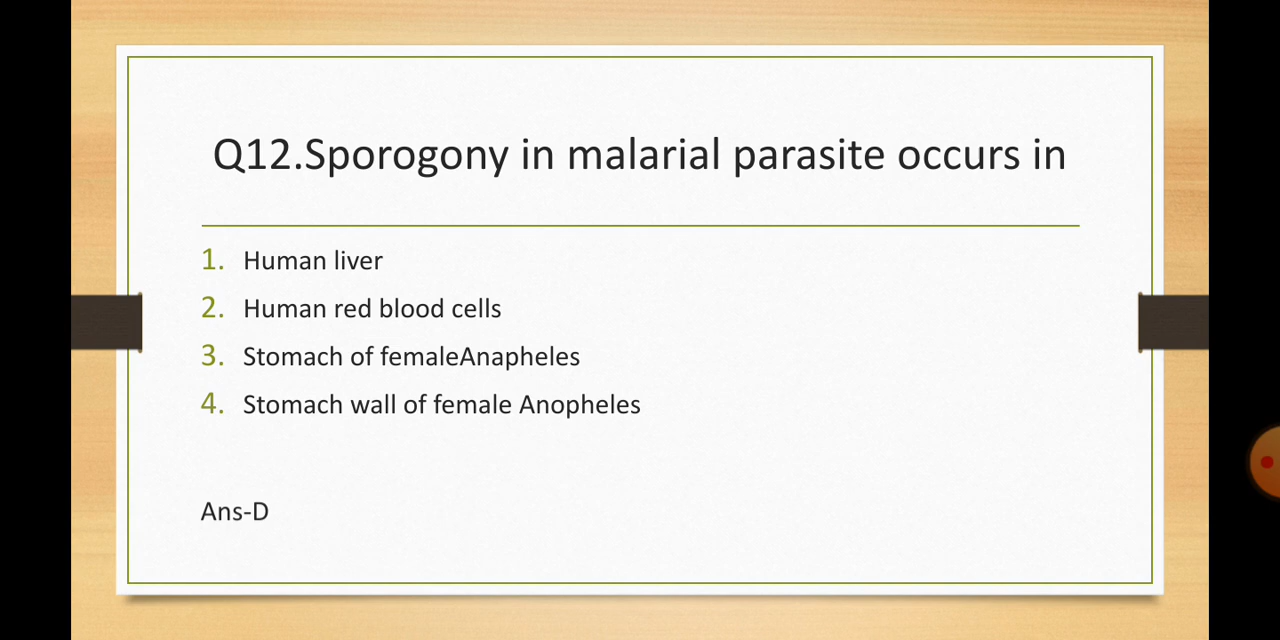 Q12.Sporogony in malarial parasite occurs in
1. Human liver
2. Human red blood cells
3. Stomach of femaleAnapheles
4. Stomach wall of female Anopheles
Ans-D